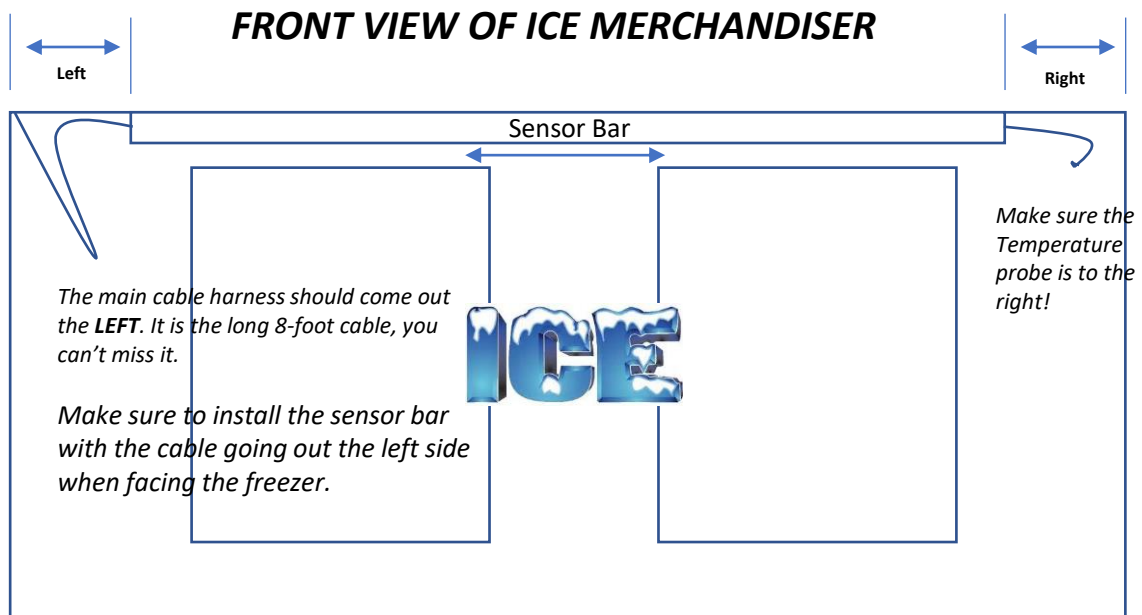 FRONT VIEW OF ICE MERCHANDISER
Left
Right
Sensor Bar
Make sure the
Temperature
probe is to the
right!
The main cable harness should come out
the LEFT. It is the long 8-foot cable, you
can’t miss it.
ICE
Make sure to install the sensor bar
with the cable going out the left side
when facing the freezer.